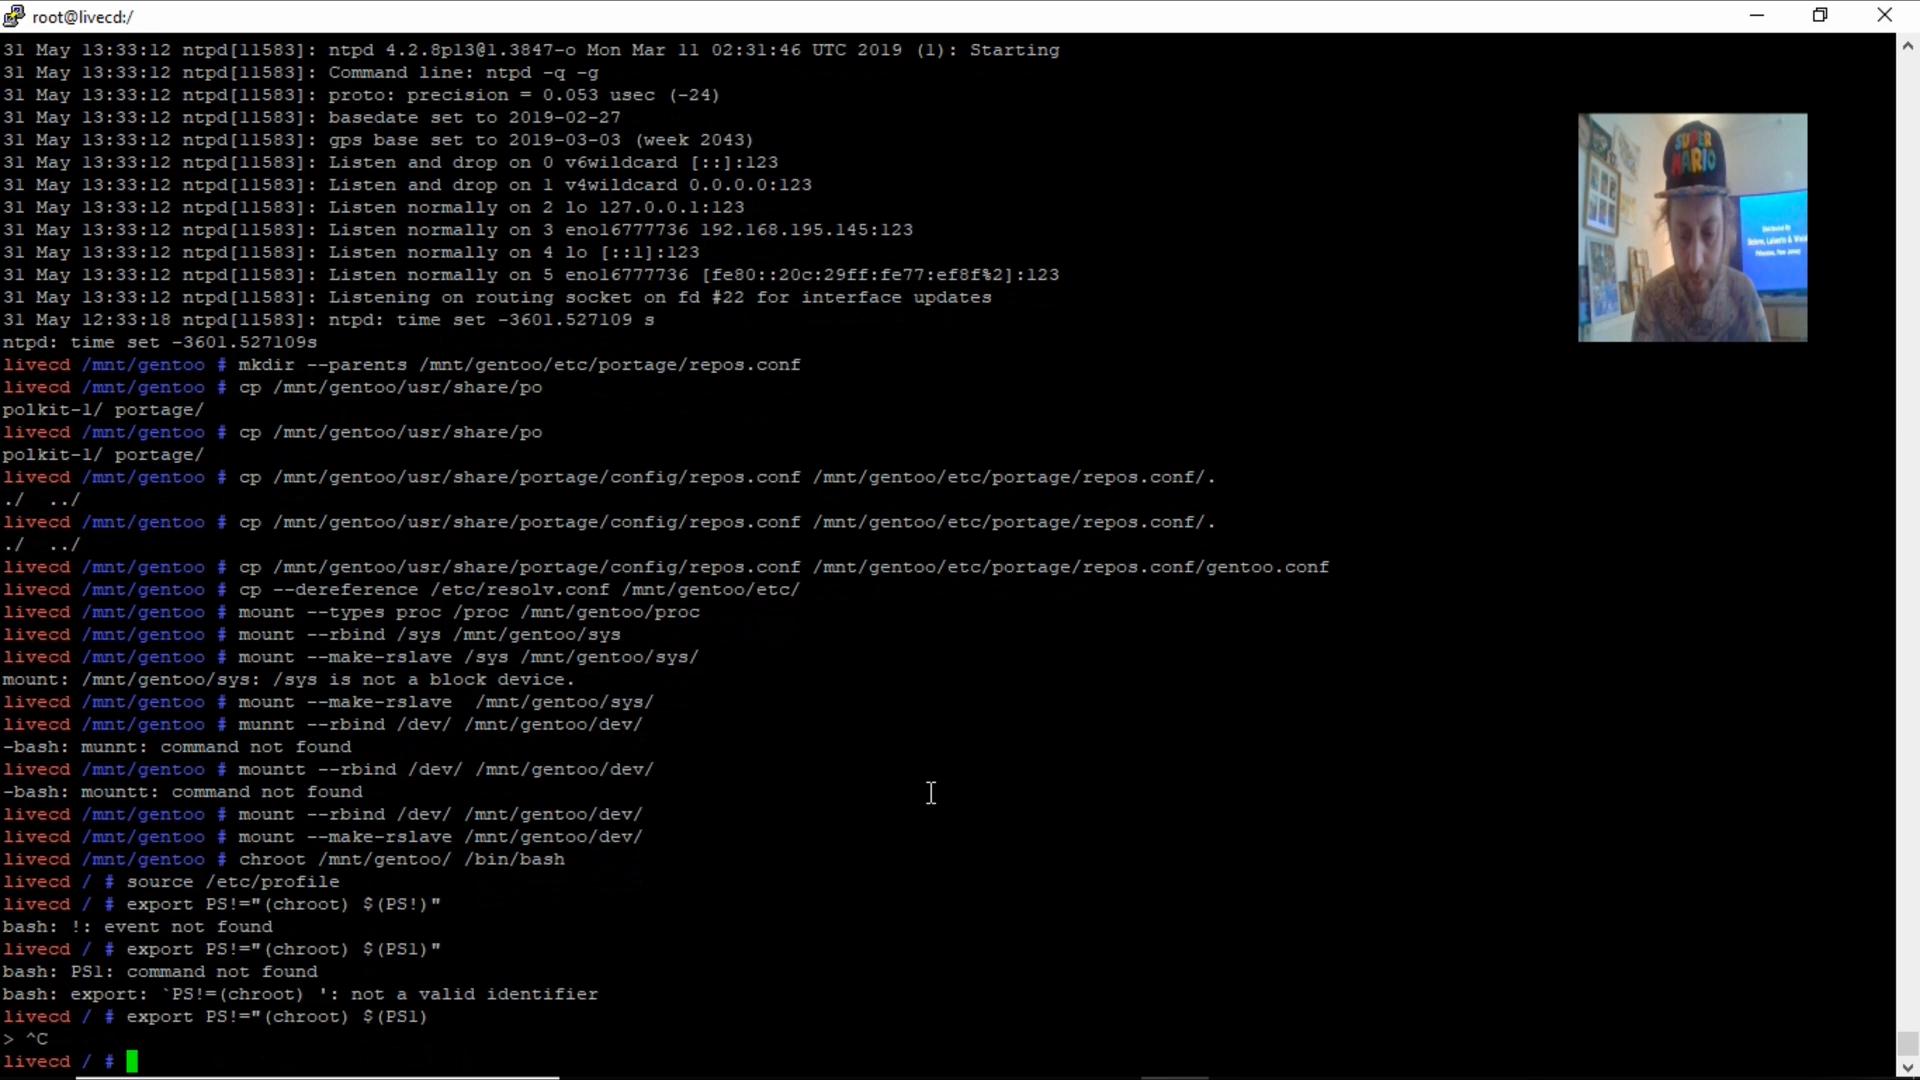 root@livecd:/
31 May 13:33:12 ntpd[11583]: ntpd 4.2.8p13@1.3847-o Mon Mar 11 02:31:46 UTC 2019 (1): Starting
31 May 13:33:12 ntpd[11583]: Command line: ntpd -q -g
31 May 13:33:12 ntpd[11583]: proto: precision = 0.053 usec (-24)
31 May 13:33:12 ntpd[11583]: basedate set to 2019-02-27
31 May 13:33:12 ntpd[11583]: gps base set to 2019-03-03 (week 2043)
31 May 13:33:12 ntpd[11583]: Listen and drop on 0 v6wildcard [::]:123
31 May 13:33:12 ntpd[11583]: Listen and drop on 1 v4wildcard 0.0.0.0:123
31 May 13:33:12 ntpd[11583]: Listen normally on 2 lo 127.0.0.1:123
31 May 13:33:12 ntpd[11583]: Listen normally on 3 eno16777736 192.168.195.145:123
31 May 13:33:12 ntpd[11583]: Listen normally on 4 lo [::1]:123
31 May 13:33:12 ntpd[11583]: Listen normally on 5 eno16777736 [fe80::20c:29ff:fe77:ef8f%2]:123
31 May 13:33:12 ntpd[11583]: Listening on routing socket on fd #22 for interface updates
31 May 12:33:18 ntpd[11583]: ntpd: time set -3601.527109 s
ntpd: time set -3601.527109s
livecd /mnt/gentoo # mkdir --parents /mnt/gentoo/etc/portage/repos.conf
livecd /mnt/gentoo # cp /mnt/gentoo/usr/share/po
polkit-1/ portage/
livecd /mnt/gentoo # cp /mnt/gentoo/usr/share/po
polkit-1/ portage/
livecd /mnt/gentoo # cp /mnt/gentoo/usr/share/portage/config/repos.conf /mnt/gentoo/etc/portage/repos.conf/.
./  ../
livecd /mnt/gentoo # cp /mnt/gentoo/usr/share/portage/config/repos.conf /mnt/gentoo/etc/portage/repos.conf/.
./  ../
livecd /mnt/gentoo # cp /mnt/gentoo/usr/share/portage/config/repos.conf /mnt/gentoo/etc/portage/repos.conf/gentoo.conf
livecd /mnt/gentoo # cp --dereference /etc/resolv.conf /mnt/gentoo/etc/
livecd /mnt/gentoo # mount --types proc /proc /mnt/gentoo/proc
livecd /mnt/gentoo # mount --rbind /sys /mnt/gentoo/sys
livecd /mnt/gentoo # mount --make-rslave /sys /mnt/gentoo/sys/
mount: /mnt/gentoo/sys: /sys is not a block device.
livecd /mnt/gentoo # mount --make-rslave  /mnt/gentoo/sys/
livecd /mnt/gentoo # munnt --rbind /dev/ /mnt/gentoo/dev/
-bash: munnt: command not found
livecd /mnt/gentoo # mountt --rbind /dev/ /mnt/gentoo/dev/
-bash: mountt: command not found
livecd /mnt/gentoo # mount --rbind /dev/ /mnt/gentoo/dev/
livecd /mnt/gentoo # mount --make-rslave /mnt/gentoo/dev/
livecd /mnt/gentoo # chroot /mnt/gentoo/ /bin/bash
livecd / # source /etc/profile
livecd / # export PS!="(chroot) $(PS!)"
bash: !: event not found
livecd / # export PS!="(chroot) $(PS1)"
bash: PS1: command not found
bash: export: `PS!=(chroot) ': not a valid identifier
livecd / # export PS!="(chroot) $(PS1)
> ^C
livecd / #
SUPER
MARIO